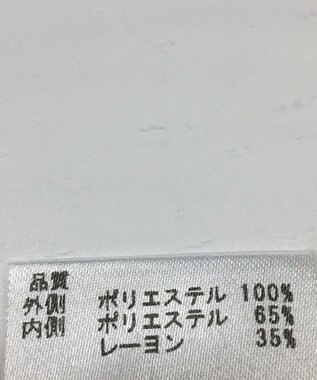 品質
外側 ポリエステル 100%
内側 ポリエステル 65%
レーヨン 35%